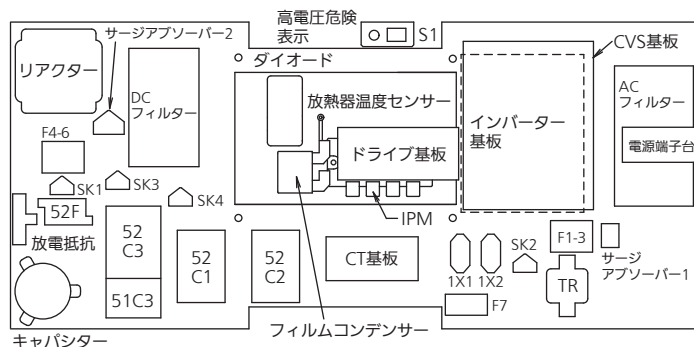 高電圧危険
表示
S1
サージアブソーバー2
CVS基板
ダイオード
リアクター
DC
フィルター
放熱器温度センサー
インバーター
基板
AC
フィルター
電源端子台
F4-6
ドライブ基板
SK1
SK3
SK4
52F
IPM
放電抵抗
52
C3
52
C1
52
C2
CT基板
1X1
1X2
SK2
F1-3
サージ
アブソーバー1
51C3
F7
TR
キャパシター
フィルムコンデンサー